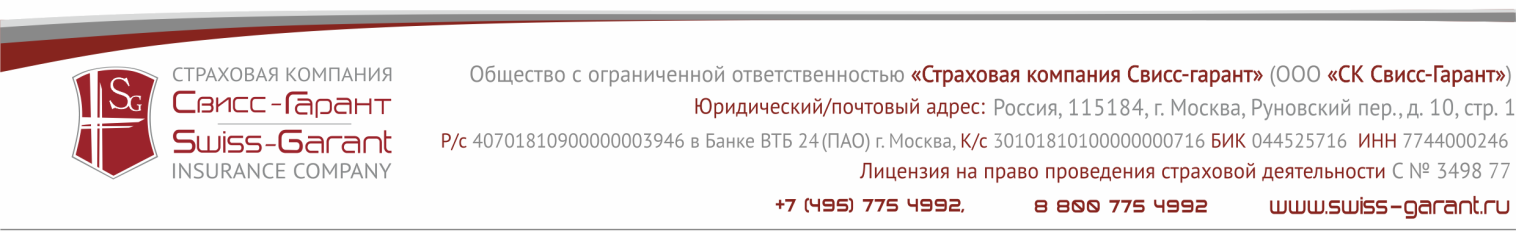 SG
СТРАХОВАЯ КОМПАНИЯ
Свисс-Гарант
Swiss-Garant
INSURANCE COMPANY
Общество с ограниченной ответственностью «Страховая компания Свисс-гарант» (ООО «СК Свисс-Гарант»)
Юридический/почтовый адрес: Россия, 115184, г. Москва, Руновский пер., д. 10, стр. 1
Р/с 40701810900000003946 в Банке ВТБ 24 (ПАО) г. Москва, К/с 30101810100000000716 БИК 044525716 ИНН 7744000246
Лицензия на право проведения страховой деятельности С № 3498 77
+7 (495) 775 4992, 8 800 775 4992 www.swiss-garant.ru